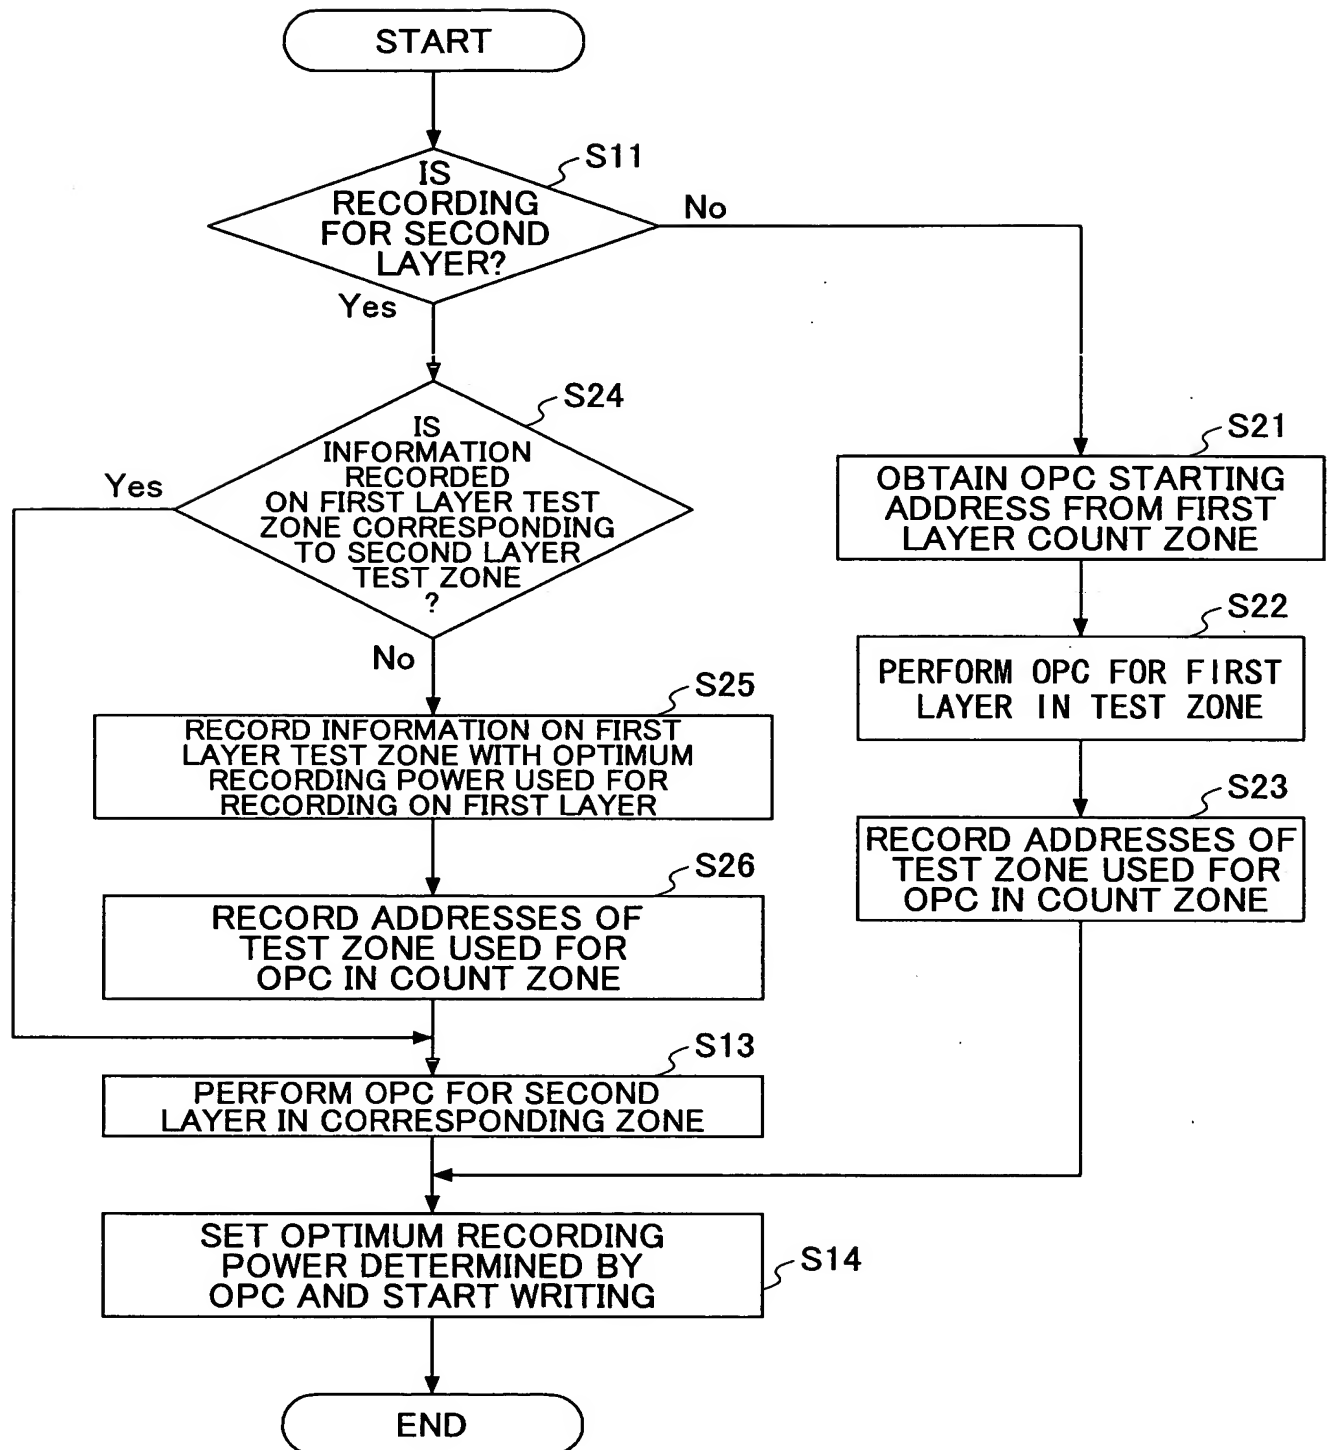 START
S11
IS
RECORDING
FOR SECOND
LAYER?
No
Yes
S24
IS
INFORMATION
RECORDED
ON FIRST LAYER TEST
ZONE CORRESPONDING
TO SECOND LAYER
TEST ZONE
?
Yes
No
S21
OBTAIN OPC STARTING
ADDRESS FROM FIRST
LAYER COUNT ZONE
S22
PERFORM OPC FOR FIRST
LAYER IN TEST ZONE
S23
RECORD ADDRESSES OF
TEST ZONE USED FOR
OPC IN COUNT ZONE
S25
RECORD INFORMATION ON FIRST
LAYER TEST ZONE WITH OPTIMUM
RECORDING POWER USED FOR
RECORDING ON FIRST LAYER
S26
RECORD ADDRESSES OF
TEST ZONE USED FOR
OPC IN COUNT ZONE
S13
PERFORM OPC FOR SECOND
LAYER IN CORRESPONDING ZONE
SET OPTIMUM RECORDING
POWER DETERMINED BY
OPC AND START WRITING
S14
END